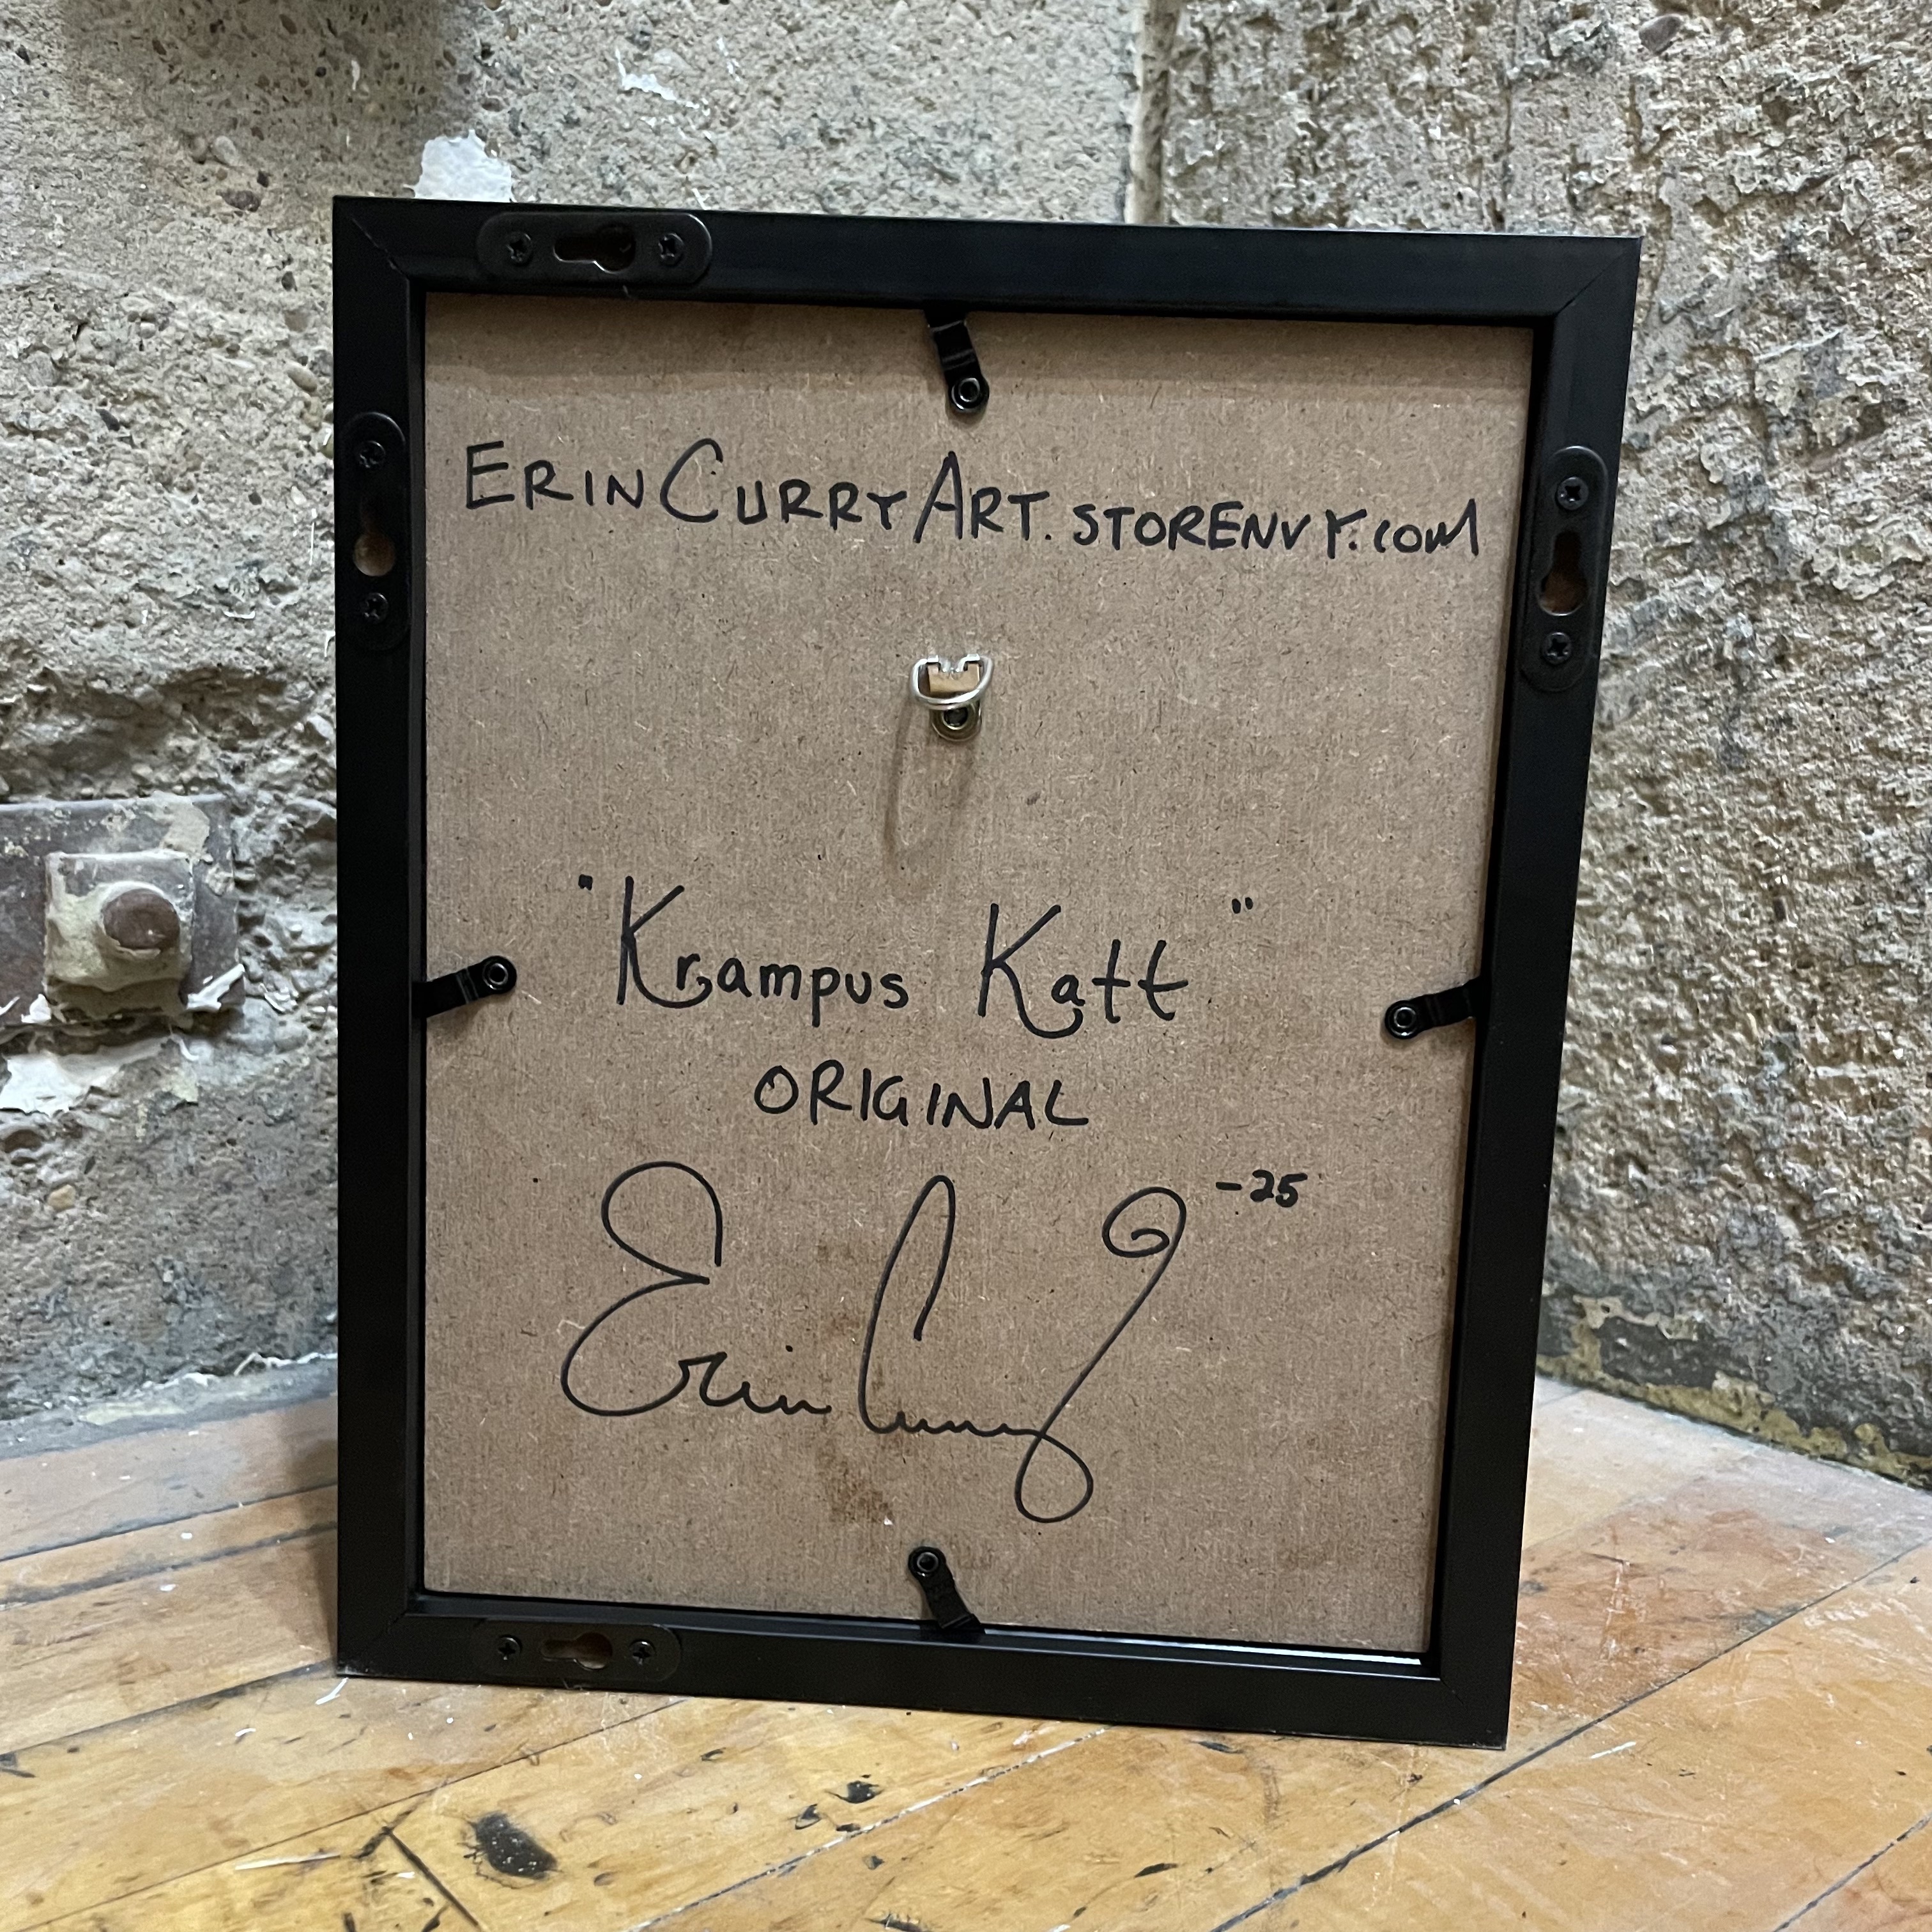 ERINCURRYART.STORENVY.COM
"Krampus Katt"
ORIGINAL
Erin Curry -25